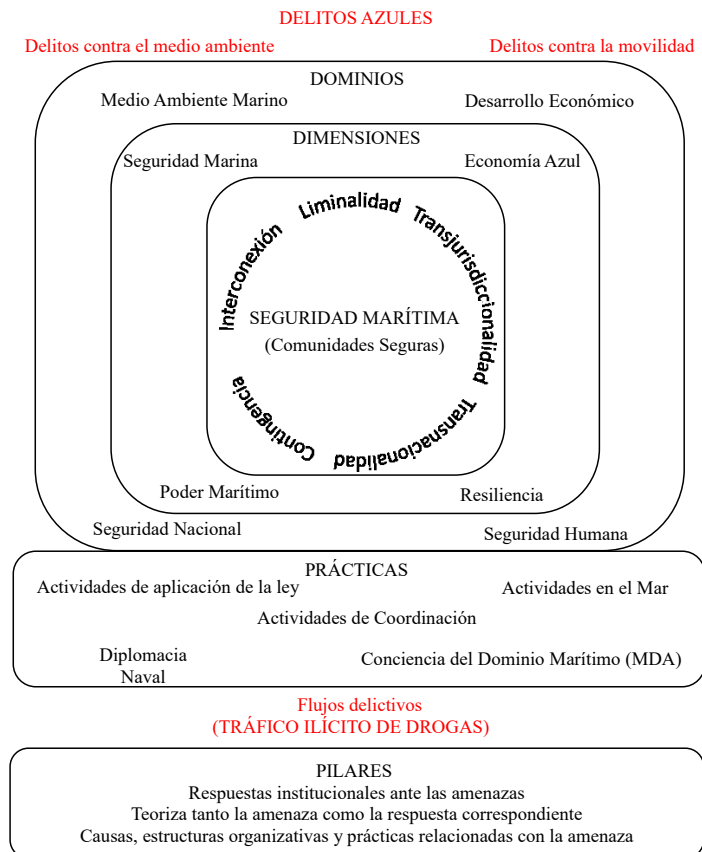 DELITOS AZULES
Delitos contra el medio ambiente
Delitos contra la movilidad
DOMINIOS
Medio Ambiente Marino
Desarrollo Económico
DIMENSIONES
Seguridad Marina
Economía Azul
Interconexión
Liminalidad
Transjurisdiccionalidad
Transnacionalidad
Contingencia
SEGURIDAD MARÍTIMA
(Comunidades Seguras)
Poder Marítimo
Resiliencia
Seguridad Nacional
Seguridad Humana
PRÁCTICAS
Actividades de aplicación de la ley
Actividades en el Mar
Actividades de Coordinación
Diplomacia
Naval
Conciencia del Dominio Marítimo (MDA)
Flujos delictivos
(TRÁFICO ILÍCITO DE DROGAS)
PILARES
Respuestas institucionales ante las amenazas
Teoriza tanto la amenaza como la respuesta correspondiente
Causas, estructuras organizativas y prácticas relacionadas con la amenaza